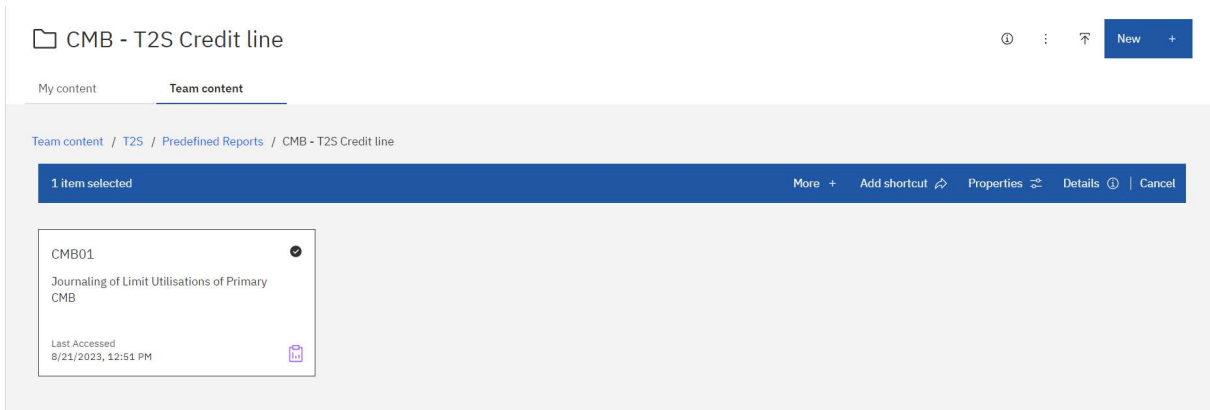 CMB - T2S Credit line
New +
My content Team content
Team content / T2S / Predefined Reports / CMB - T2S Credit line
1 item selected More + Add shortcut Properties Details | Cancel
CMB01
Journaling of Limit Utilisations of Primary
CMB
Last Accessed
8/21/2023, 12:51 PM